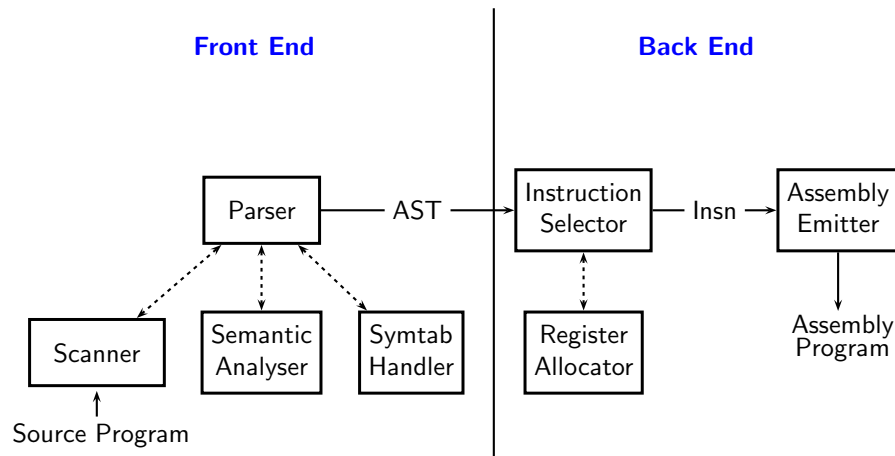 Front End
Back End
Parser
AST
Instruction
Selector
Insn
Assembly
Emitter
Scanner
Semantic
Analyser
Symtab
Handler
Register
Allocator
Assembly
Program
Source Program